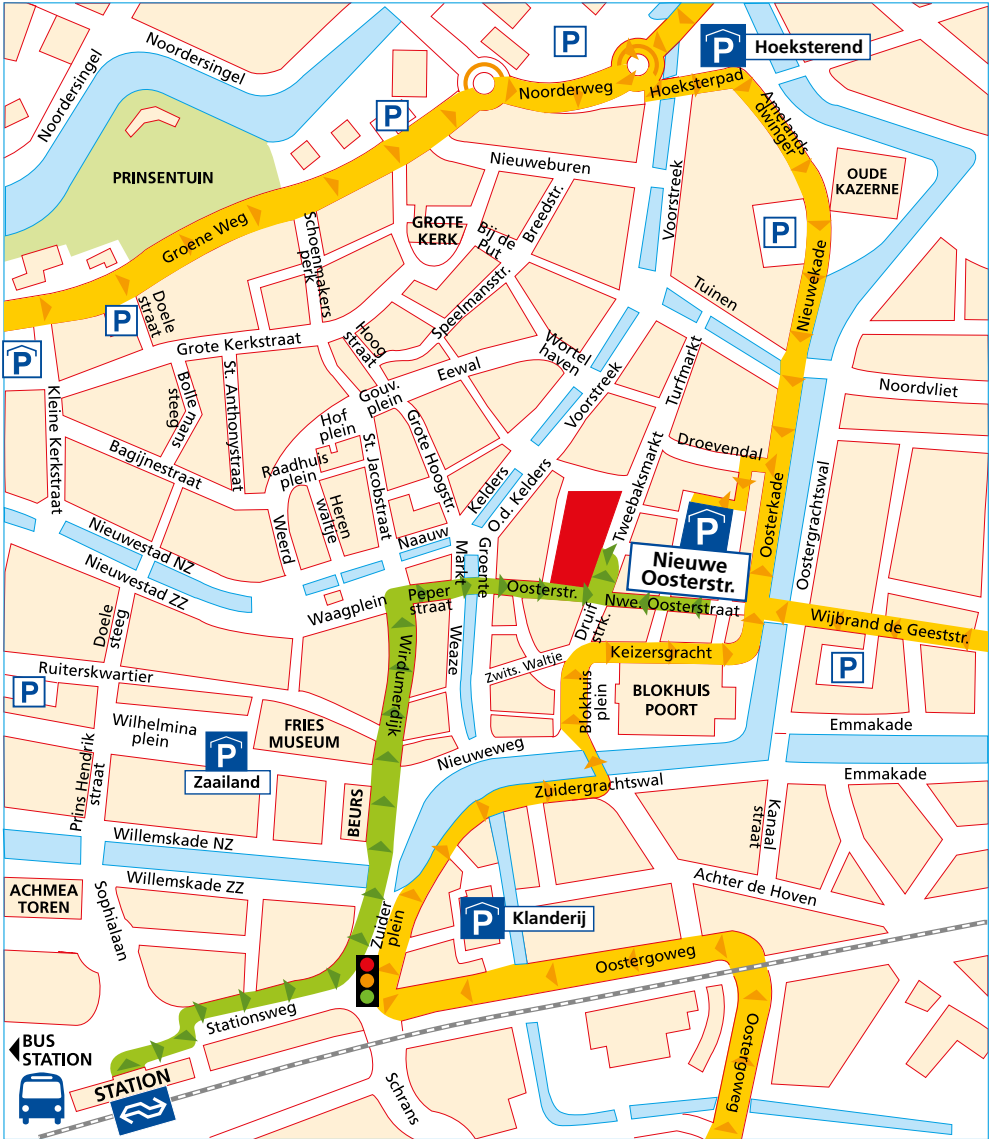 Noordersingel
Noordersingel
P
P
Hoeksterend
Noorderweg
Hoeksterpad
P
Amelands
dwinger
PRINSENTUIN
Nieuweburen
Voorstreek
OUDE
KAZERNE
Groene Weg
Schoenmakers
perk
GROTE
KERK
Bij de
Put
Breedstr.
P
Nieuwekade
Doele
straat
P
Speelmansstr.
Tuinen
P
Grote Kerkstraat
Hoog
straat
Wortel
haven
Turfmarkt
Noordvliet
Kleine Kerkstraat
Bolle mans
steeg
St. Anthonystraat
Gouv.
plein
Eewal
Voorstreek
Hof
plein
Grote Hoogstr.
Droevendal
Bagijnestraat
Raadhuis
plein
St. Jacobstraat
Kelders
O.d. Kelders
Tweebaksmarkt
Oosterkade
Oostergrachtswal
Weerd
Heren
Waltje
P
Nieuwe
Oosterstr.
Nieuwestad NZ
Nieuwestad ZZ
Naauw
Groente
Markt
Waagplein
Peper
straat
Oosterstr.
Nwe. Oosterstraat
Wijbrand de Geeststr.
Doele
steeg
Wirdumerdijk
Weaze
Druif
strk.
Zwits. Waltje
Keizersgracht
P
Ruiterskwartier
P
Blokhuis
plein
BLOKHUIS
POORT
Wilhelmina
plein
FRIES
MUSEUM
Emmakade
P
Zaailand
Nieuweweg
Emmakade
Prins Hendrik
straat
BEURS
Zuidergrachtswal
Kanaal
straat
Willemskade NZ
Willemskade ZZ
Achter de Hoven
ACHMEA
TOREN
Sophialaan
Zuider
plein
P
Klanderij
Oostergoweg
Stationsweg
Oostergoweg
BUS
STATION
STATION
Schrans